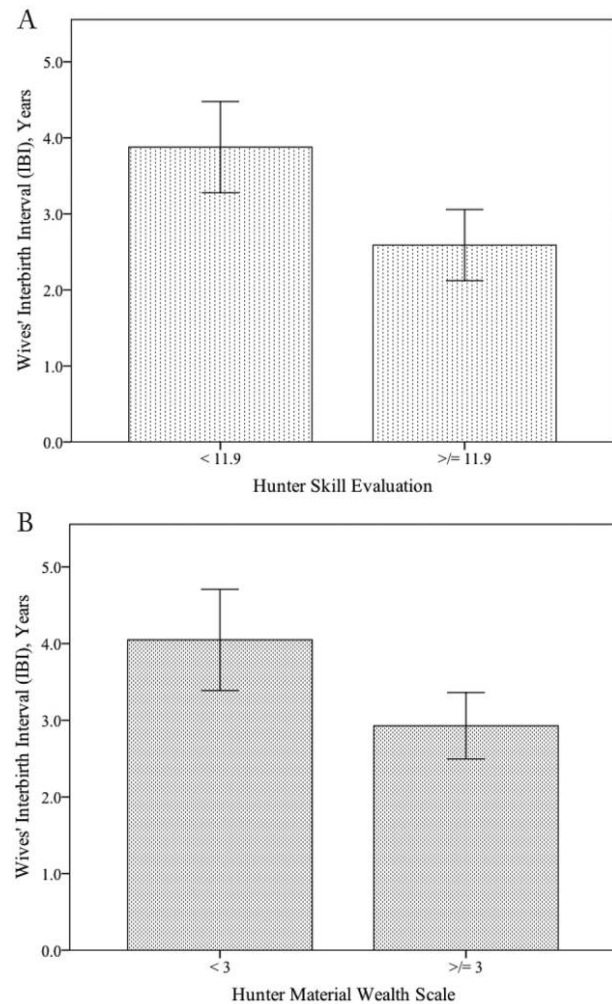 A
Wives' Interbirth Interval (IBI), Years
5.0
4.0
3.0
2.0
1.0
0.0
< 11.9
>/= 11.9
Hunter Skill Evaluation
B
Wives' Interbirth Interval (IBI), Years
5.0
4.0
3.0
2.0
1.0
0.0
< 3
>/= 3
Hunter Material Wealth Scale